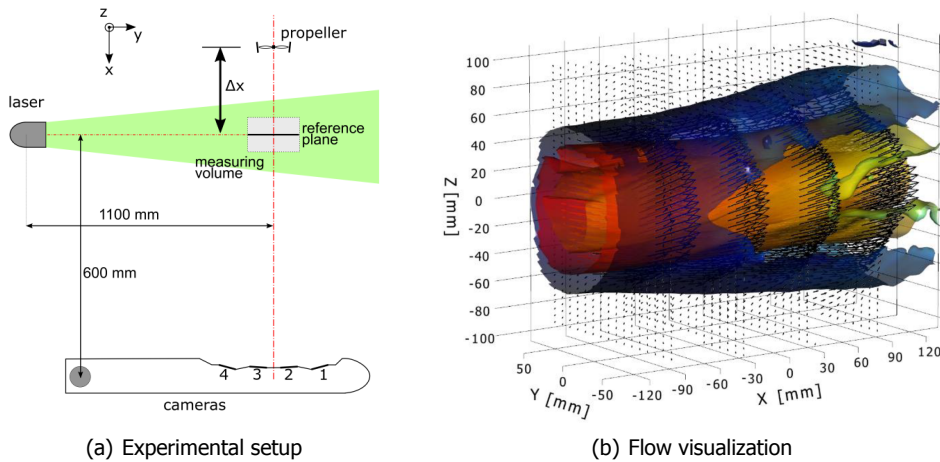 z
y
x
propeller
Δx
laser
reference
plane
measuring
volume
1100 mm
600 mm
4 3 2 1
cameras
(a) Experimental setup
100
80
60
40
20
0
-20
-40
-60
-80
-100
Z [mm]
50
0
-50
Y [mm]
-120
-90
-60
-30
0
30
60
90
120
X [mm]
(b) Flow visualization